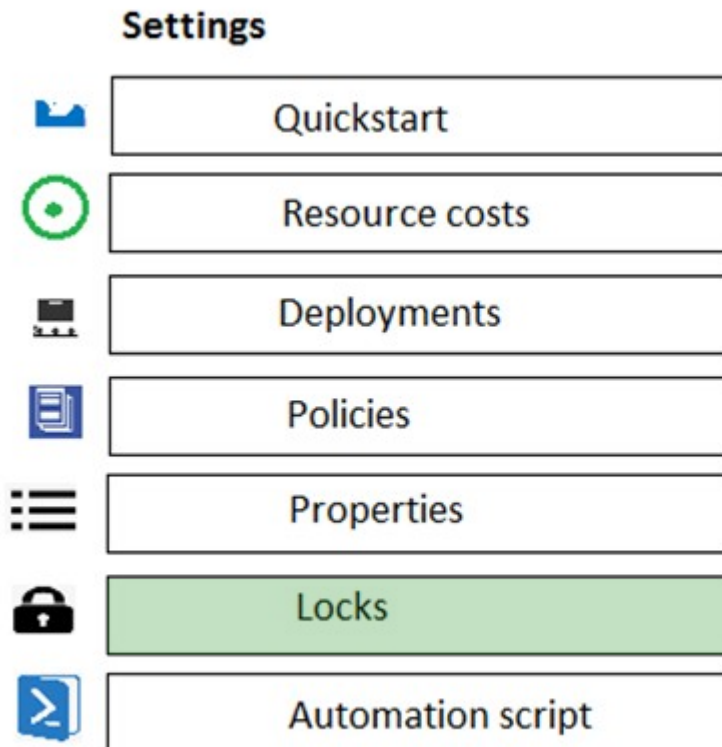 Settings
Quickstart
Resource costs
Deployments
Policies
Properties
Locks
Automation script